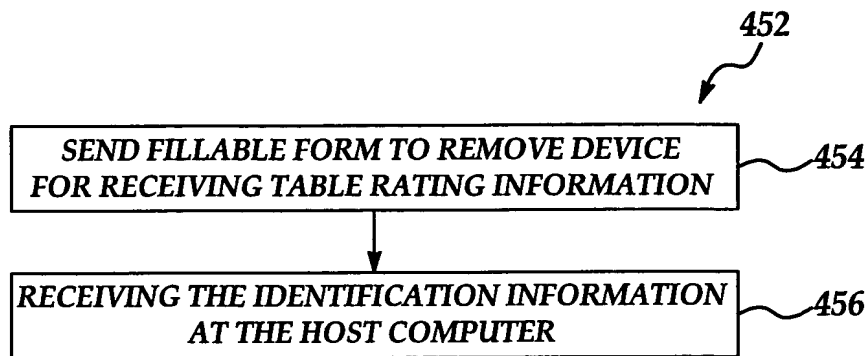 452
SEND FILLABLE FORM TO REMOVE DEVICE
FOR RECEIVING TABLE RATING INFORMATION
454
RECEIVING THE IDENTIFICATION INFORMATION
AT THE HOST COMPUTER
456